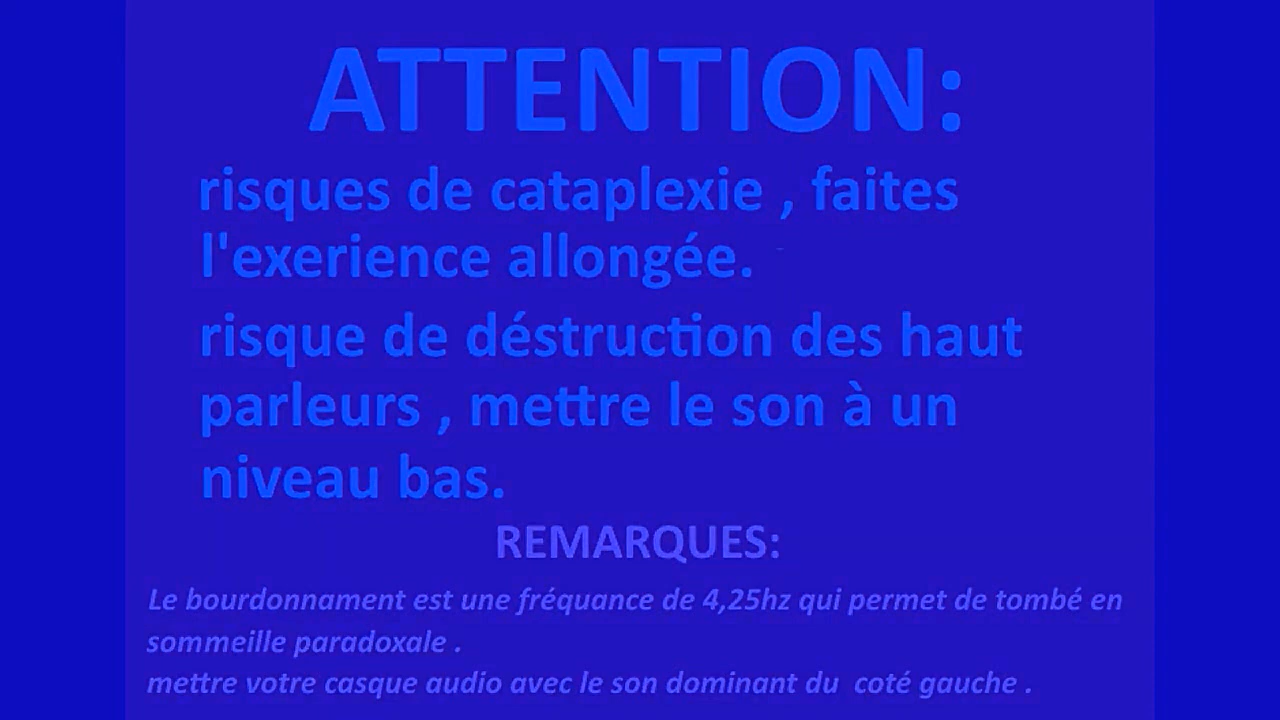 ATTENTION:
risques de cataplexie , faites
l'exerience allongée.
risque de déstruction des haut
parleurs , mettre le son à un
niveau bas.
REMARQUES:
Le bourdonnament est une fréquance de 4,25hz qui permet de tombé en
sommeille paradoxale .
mettre votre casque audio avec le son dominant du  coté gauche .